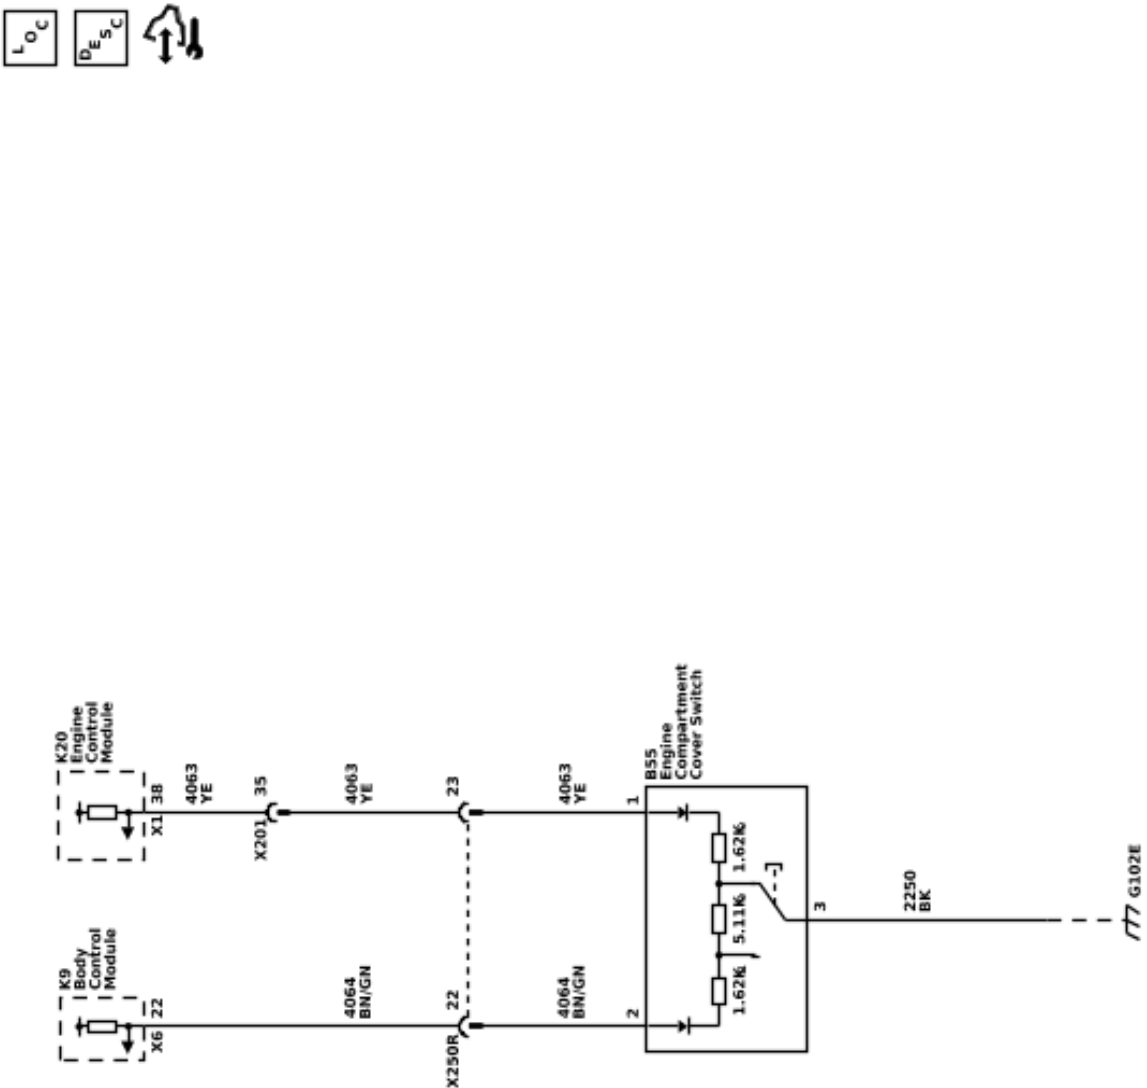 LOC
DESC
K20
Engine
Control
Module
X1
38
4063
YE
X201
35
4063
YE
23
4063
YE
1
B55
Engine
Compartment
Cover Switch
K9
Body
Control
Module
X6
22
4064
BN/GN
X250R
22
4064
BN/GN
2
1.62K
5.11K
1.62K
3
2250
BK
G102E